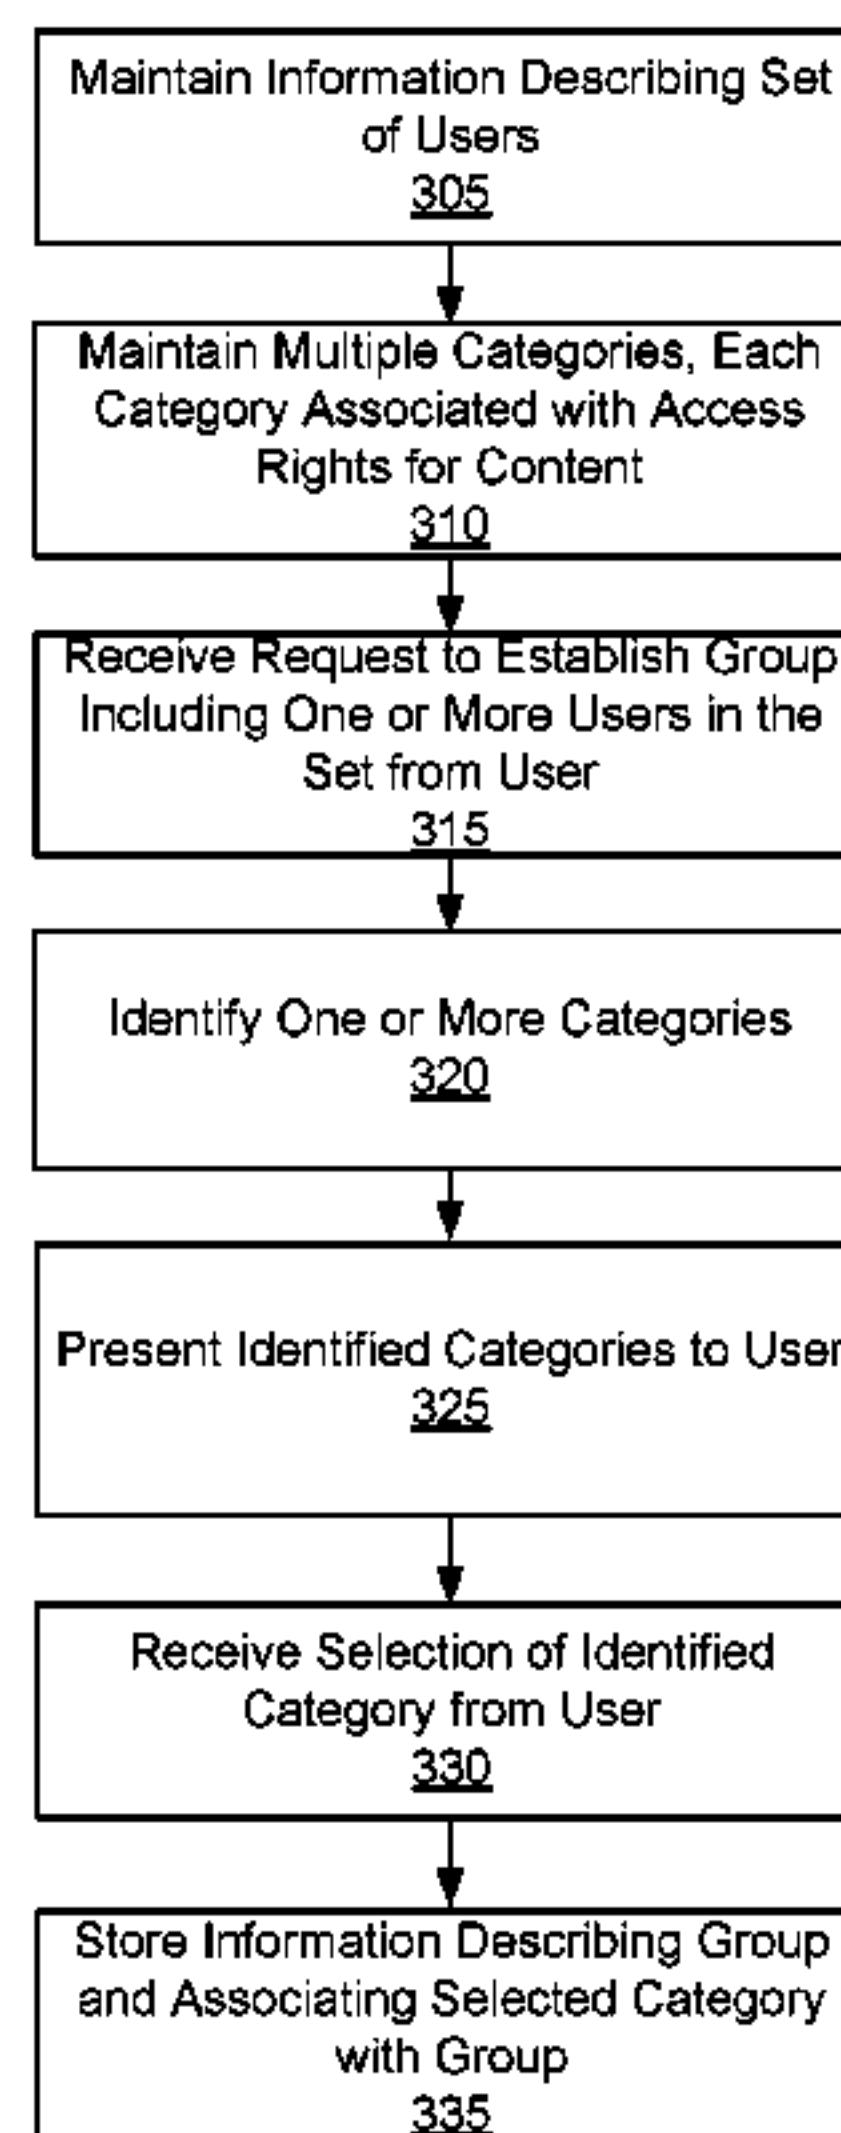 Maintain Information Describing Set
of Users
305
Maintain Multiple Categories, Each
Category Associated with Access
Rights for Content
310
Receive Request to Establish Group
Including One or More Users in the
Set from User
315
Identify One or More Categories
320
Present Identified Categories to User
325
Receive Selection of Identified
Category from User
330
Store Information Describing Group
and Associating Selected Category
with Group
335